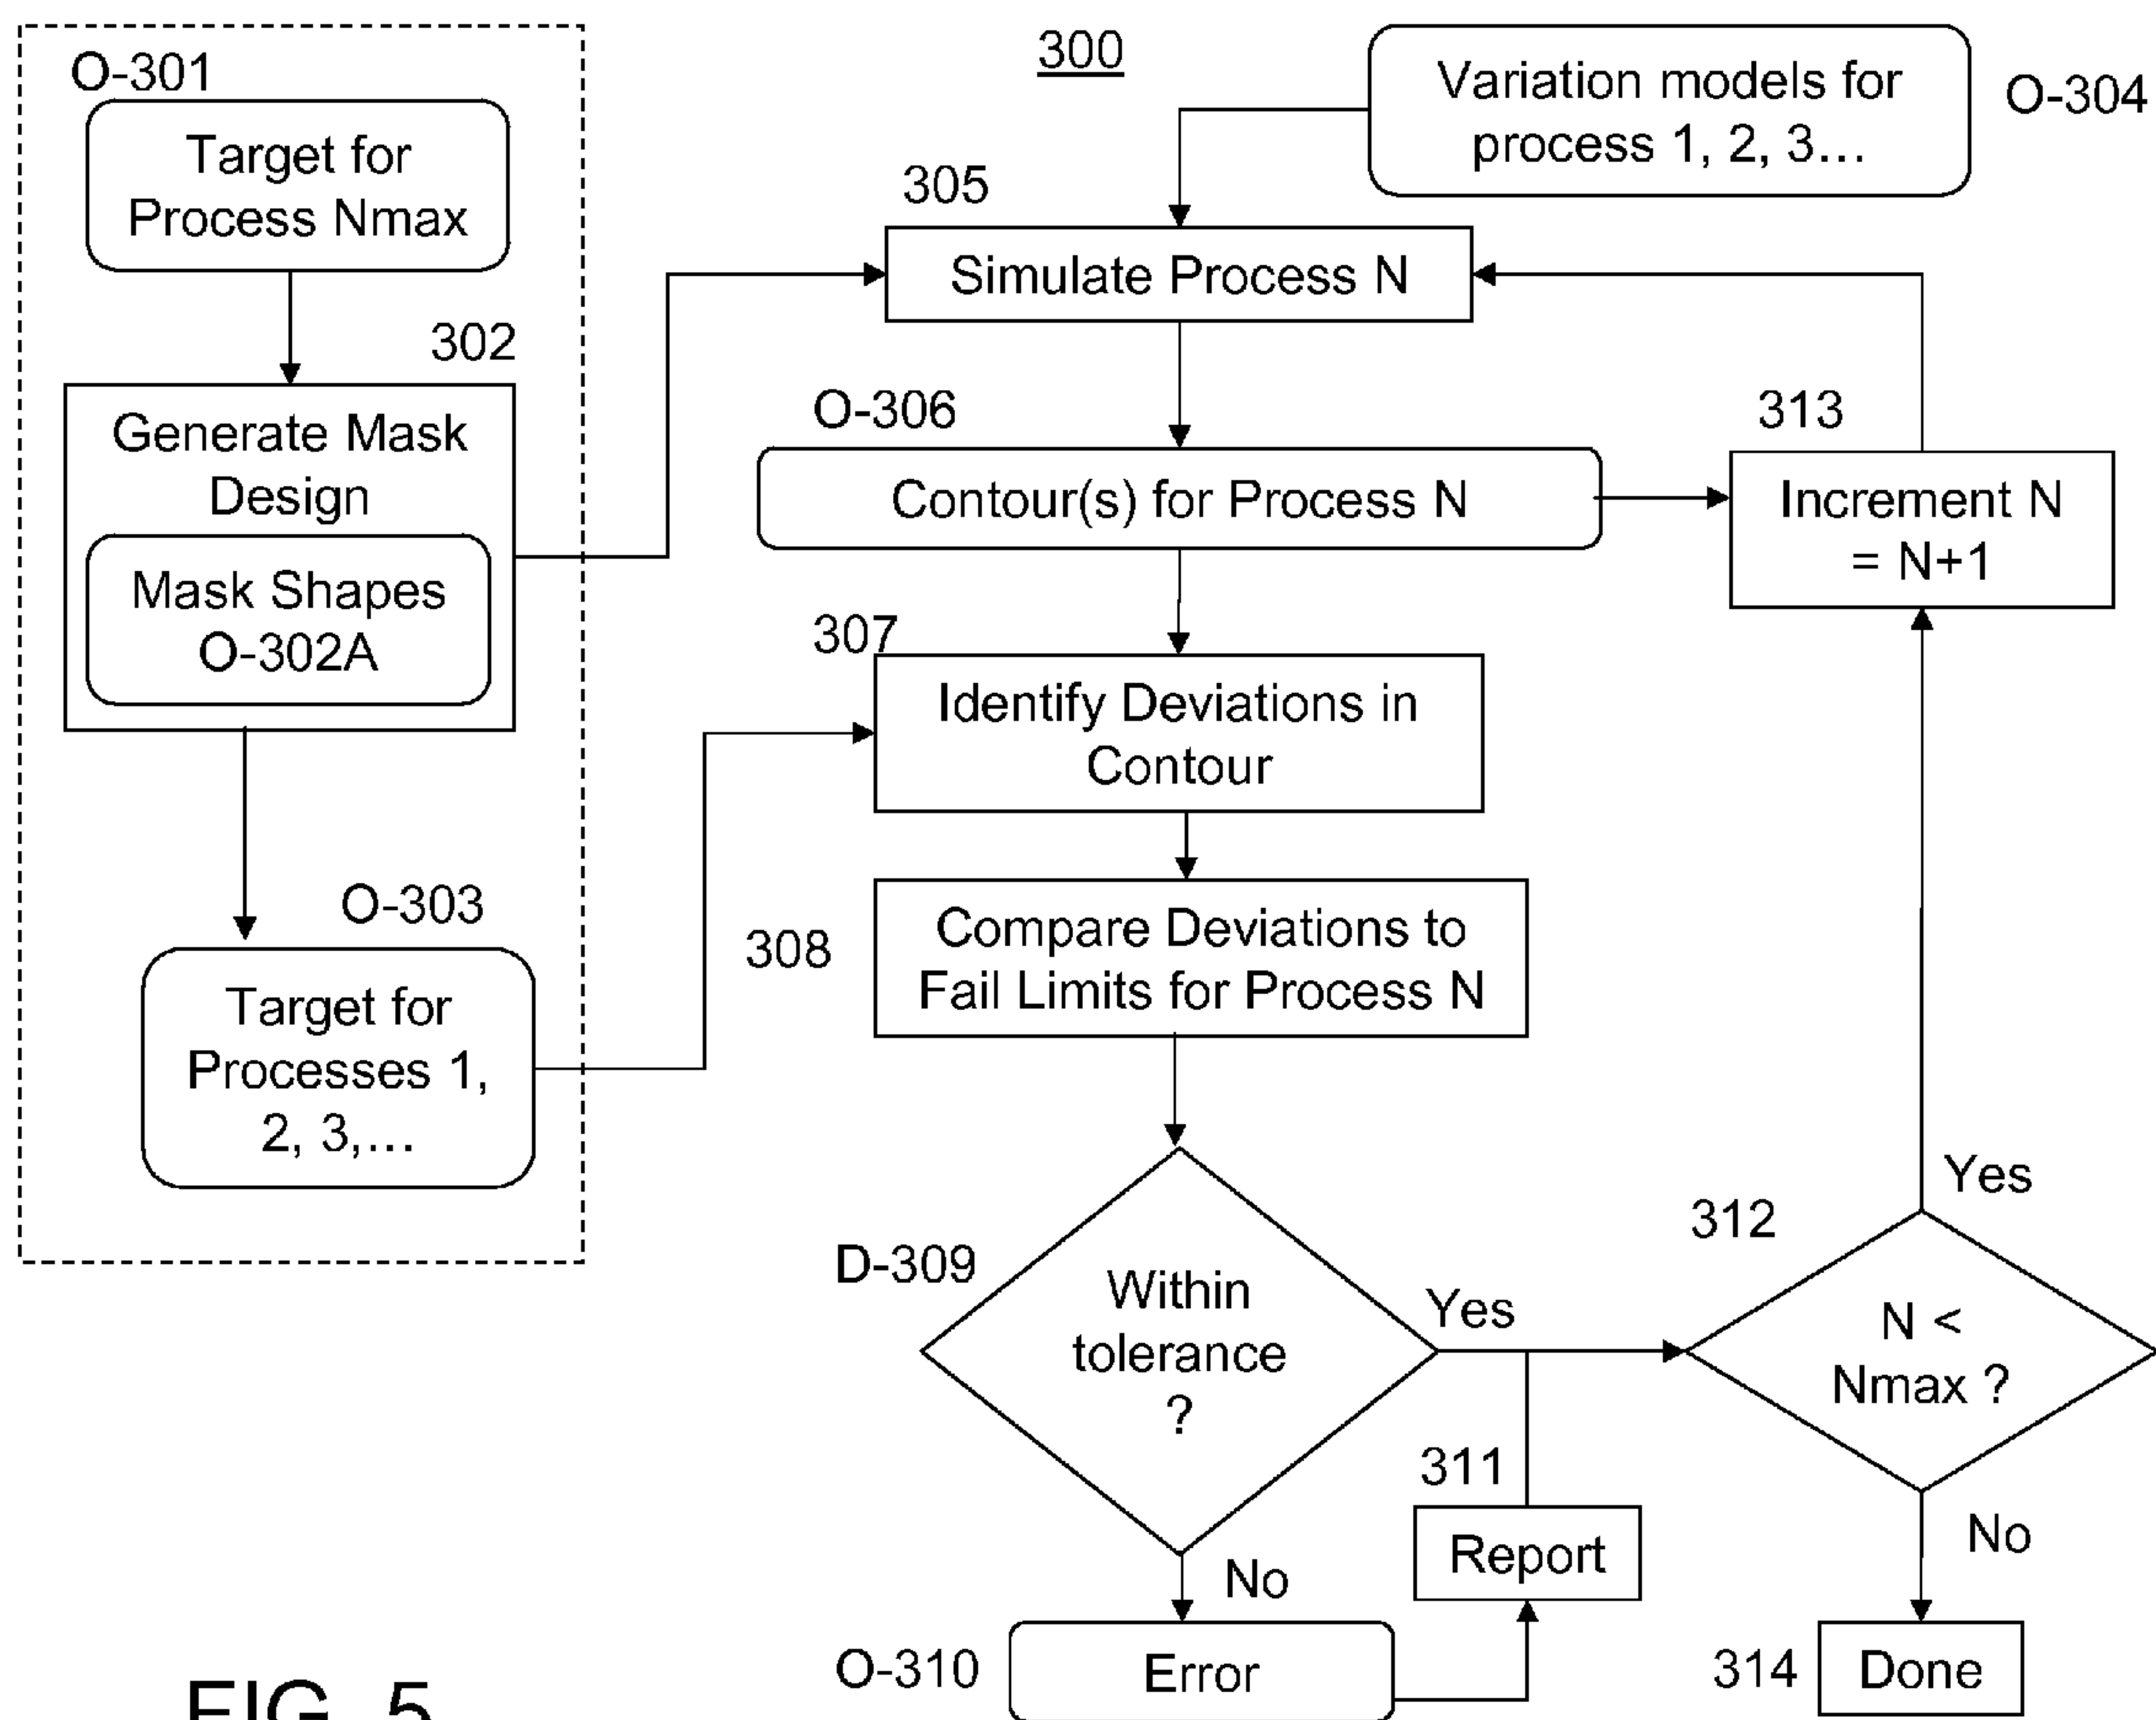 300
O-301
Target for
Process Nmax
302
Generate Mask
Design
Mask Shapes
O-302A
O-303
Target for
Processes 1,
2, 3,...
Variation models for
process 1, 2, 3...
O-304
305
Simulate Process N
O-306
Contour(s) for Process N
313
Increment N
= N+1
307
Identify Deviations in
Contour
308
Compare Deviations to
Fail Limits for Process N
D-309
Within
tolerance
?
Yes
No
O-310
Error
311
Report
312
N <
Nmax ?
Yes
No
314
Done
FIG. 5